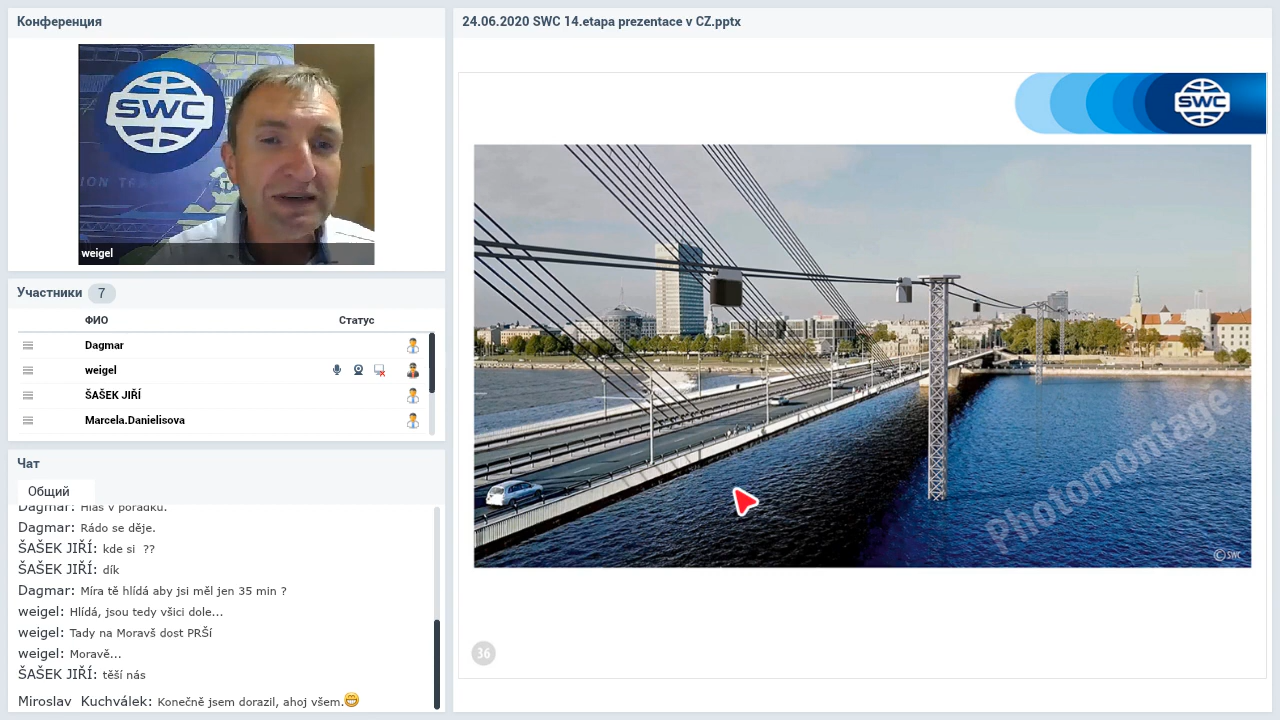 Конференция
SWC
weigel
Участники 7
ФИО Статус
Dagmar
weigel
ŠAŠEK JIŘÍ
Marcela.Danielisova
Чат
Общий
Dagmar: Hlas v pořádku.
Dagmar: Rádo se děje.
ŠAŠEK JIŘÍ: kde si ??
ŠAŠEK JIŘÍ: dík
Dagmar: Míra tě hlídá aby jsi měl jen 35 min ?
weigel: Hlídá, jsou tedy všici dole...
weigel: Tady na Moravš dost PRŠí
weigel: Moravě...
ŠAŠEK JIŘÍ: těší nás
Miroslav Kuchválek: Konečně jsem dorazil, ahoj všem.
24.06.2020 SWC 14.etapa prezentace v CZ.pptx
SWC
Photomontage
© SWC
36